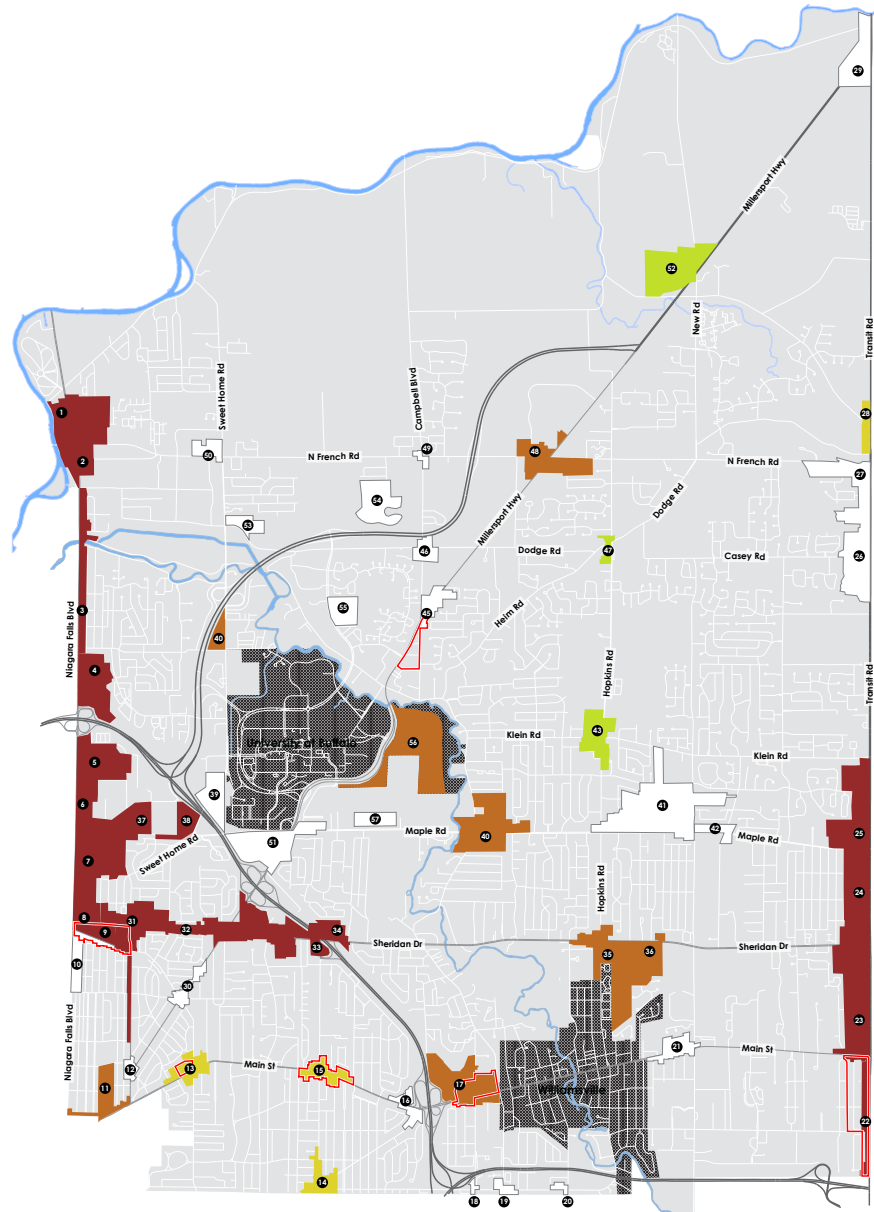 29
Millersport Hwy
52
New Rd
Transit Rd
Sweet Home Rd
Campbell Blvd
1
28
49
50
N French Rd
48
2
N French Rd
27
54
Dodge Rd
53
Millersport Hwy
46
Dodge Rd
47
Casey Rd
26
3
55
45
Heim Rd
Niagara Falls Blvd
40
Hopkins Rd
4
Transit Rd
University at Buffalo
56
Klein Rd
43
Klein Rd
5
39
6
41
37
38
57
Maple Rd
40
42
Maple Rd
25
51
Sweet Home Rd
7
Hopkins Rd
24
8
31
32
34
9
33
Sheridan Dr
35
36
Sheridan Dr
10
30
23
Niagara Falls Blvd
21
Main St
12
13
Main St
15
11
17
Williamsville
16
22
14
18
19
20